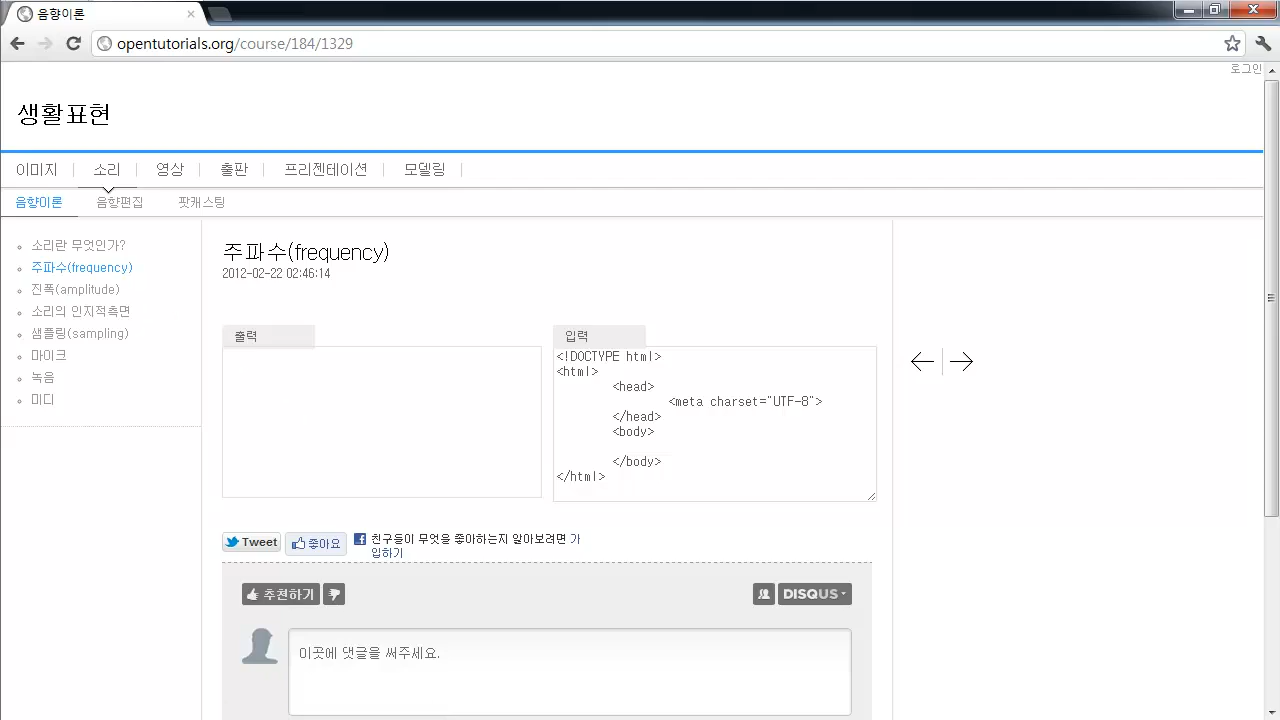 음향이론
opentutorials.org/course/184/1329
로그인
생활표현
이미지
소리
영상
출판
프리젠테이션
모델링
음향이론
음향편집
팟캐스팅
소리란 무엇인가?
주파수(frequency)
진폭(amplitude)
소리의 인지적측면
샘플링(sampling)
마이크
녹음
미디
주파수(frequency)
2012-02-22 02:46:14
출력
입력
<!DOCTYPE html>
<html>
<head>
<meta charset="UTF-8">
</head>
<body>
</body>
</html>
Tweet
좋아요
친구들이 무엇을 좋아하는지 알아보려면 가
입하기
추천하기
DISQUS
이곳에 댓글을 써주세요.